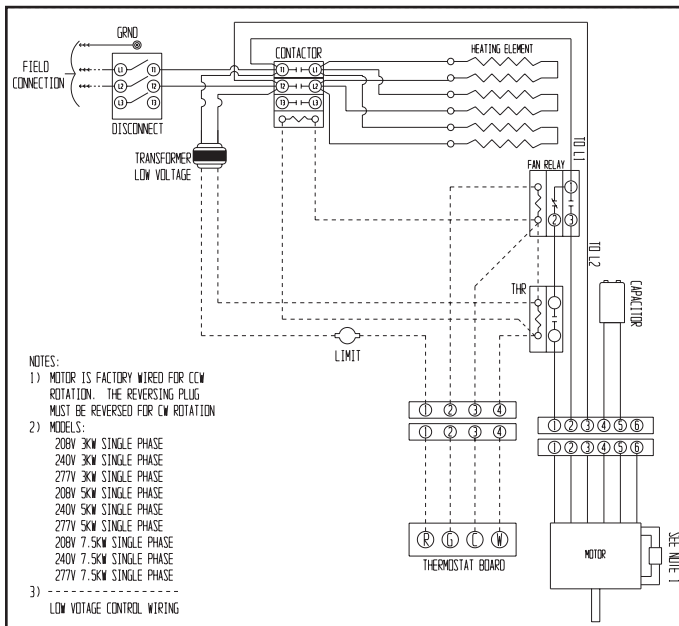 GRND
FIELD
CONNECTION
L1 T1
L2 T2
L3 T3
DISCONNECT
CONTACTOR
T1 L1
T2 L2
T3 L3
HEATING ELEMENT
TRANSFORMER
LOW VOLTAGE
TO L1
FAN RELAY
1
2 3
TO L2
THR
CAPACITOR
LIMIT
NOTES:
1) MOTOR IS FACTORY WIRED FOR CCW
ROTATION. THE REVERSING PLUG
MUST BE REVERSED FOR CW ROTATION
2) MODELS:
208V 3KW SINGLE PHASE
240V 3KW SINGLE PHASE
277V 3KW SINGLE PHASE
208V 5KW SINGLE PHASE
240V 5KW SINGLE PHASE
277V 5KW SINGLE PHASE
208V 7.5KW SINGLE PHASE
240V 7.5KW SINGLE PHASE
277V 7.5KW SINGLE PHASE
3) -------------------
LOW VOTAGE CONTROL WIRING
1 2 3 4
1 2 3 4
R G C W
THERMOSTAT BOARD
1 2 3 4 5 6
1 2 3 4 5 6
MOTOR
SEE NOTE 1